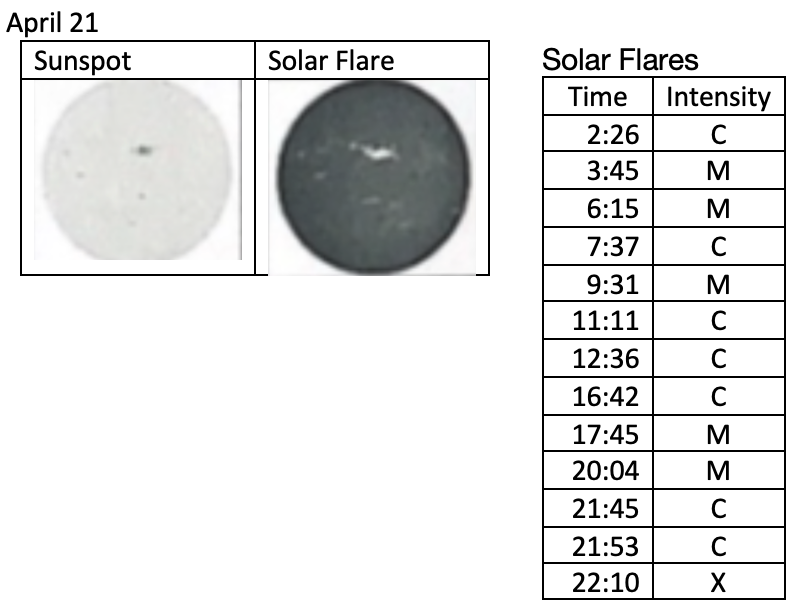 April 21
Sunspot Solar Flare
Solar Flares
Time Intensity
2:26 C
3:45 M
6:15 M
7:37 C
9:31 M
11:11 C
12:36 C
16:42 C
17:45 M
20:04 M
21:45 C
21:53 C
22:10 X